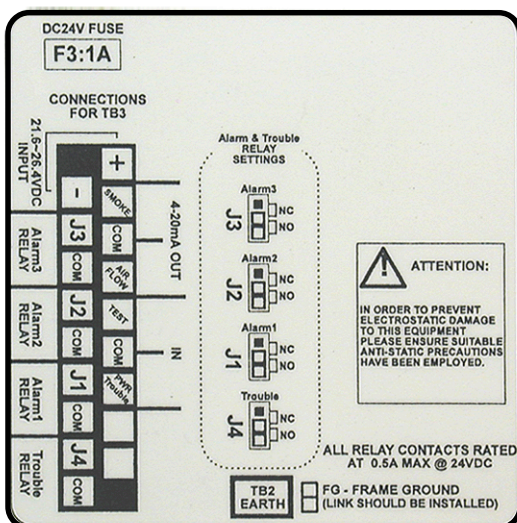 DC24V FUSE
F3:1A
CONNECTIONS
FOR TB3
21.6~26.4VDC
INPUT
+
-
SMOKE
COM
AIR
FLOW
TEST
COM
PWR
Trouble
4-20mA OUT
IN
J3
COM
J2
COM
J1
COM
J4
COM
Alarm3
RELAY
Alarm2
RELAY
Alarm1
RELAY
Trouble
RELAY
Alarm & Trouble
RELAY
SETTINGS
Alarm3
J3
NC
NO
Alarm2
J2
NC
NO
Alarm1
J1
NC
NO
Trouble
J4
NC
NO
ATTENTION:
IN ORDER TO PREVENT
ELECTROSTATIC DAMAGE
TO THIS EQUIPMENT
PLEASE ENSURE SUITABLE
ANTI-STATIC PRECAUTIONS
HAVE BEEN EMPLOYED.
ALL RELAY CONTACTS RATED
AT 0.5A MAX @ 24VDC
TB2
EARTH
FG - FRAME GROUND
(LINK SHOULD BE INSTALLED)